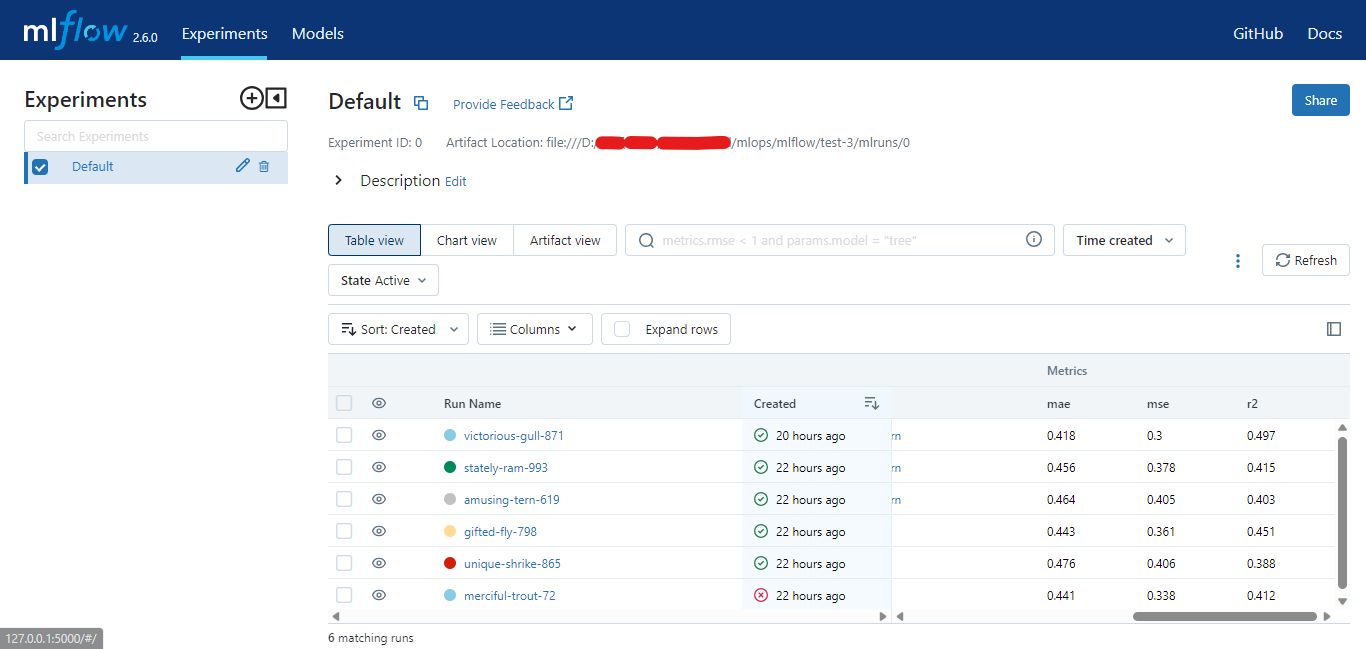 mlflow 2.6.0 Experiments Models GitHub Docs
Experiments
Search Experiments
Default
Default Provide Feedback Share
Experiment ID: 0 Artifact Location: file:///D:/ /mlops/mlflow/test-3/mlruns/0
Description Edit
Table view Chart view Artifact view metrics.rmse < 1 and params.model = "tree" Time created
State Active Refresh
Sort: Created Columns Expand rows
Metrics
Run Name Created mae mse r2
victorious-gull-871 20 hours ago rn 0.418 0.3 0.497
stately-ram-993 22 hours ago rn 0.456 0.378 0.415
amusing-tern-619 22 hours ago rn 0.464 0.405 0.403
gifted-fly-798 22 hours ago 0.443 0.361 0.451
unique-shrike-865 22 hours ago 0.476 0.406 0.388
merciful-trout-72 22 hours ago 0.441 0.338 0.412
6 matching runs
127.0.0.1:5000/#/